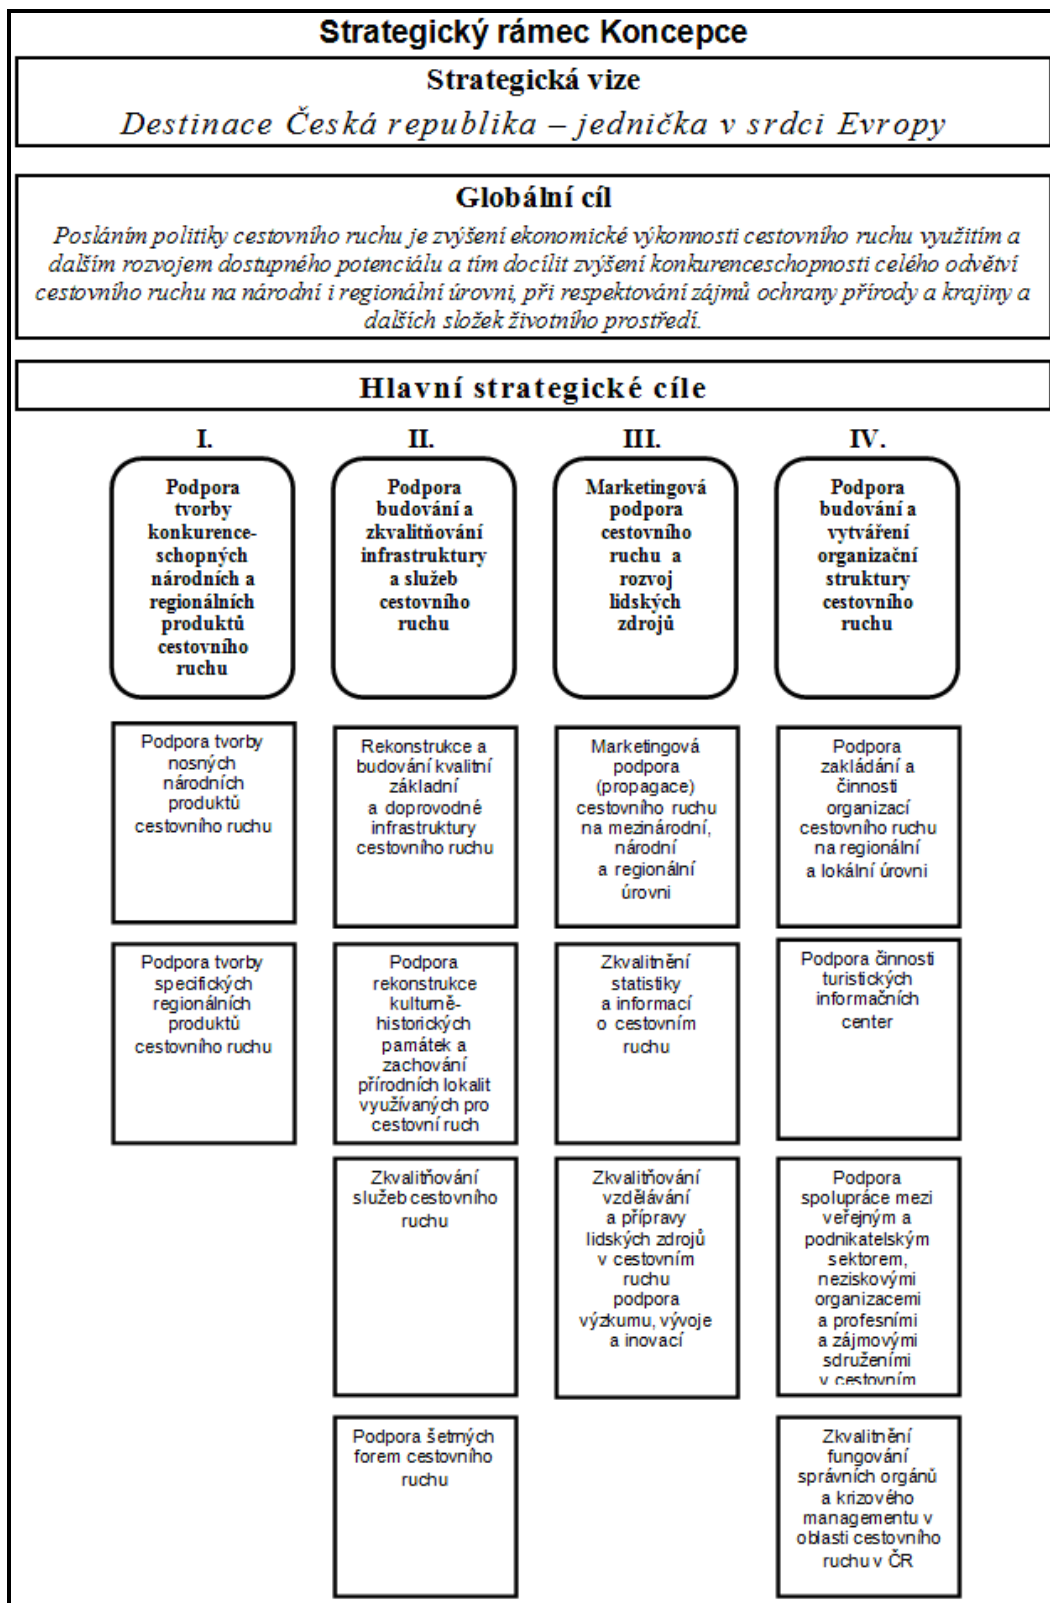 Strategický rámec Koncepce
Strategická vize
Destinace Česká republika – jednička v srdci Evropy
Globální cíl
Posláním politiky cestovního ruchu je zvýšení ekonomické výkonnosti cestovního ruchu využitím a
dalším rozvojem dostupného potenciálu a tím docílit zvýšení konkurenceschopnosti celého odvětví
cestovního ruchu na národní i regionální úrovni, při respektování zájmů ochrany přírody a krajiny a
dalších složek životního prostředí.
Hlavní strategické cíle
I.
Podpora
tvorby
konkurence-
schopných
národních a
regionálních
produktů
cestovního
ruchu
Podpora tvorby
nosných
národních
produktů
cestovního ruchu
Podpora tvorby
specifických
regionálních
produktů
cestovního ruchu
II.
Podpora
budování a
zkvalitňování
infrastruktury
a služeb
cestovního
ruchu
Rekonstrukce a
budování kvalitní
základní
a doprovodné
infrastruktury
cestovního ruchu
Podpora
rekonstrukce
kulturně-
historických
památek a
zachování
přírodních lokalit
využívaných pro
cestovní ruch
Zkvalitňování
služeb cestovního
ruchu
Podpora šetrných
forem cestovního
ruchu
III.
Marketingová
podpora
cestovního
ruchu a
rozvoj
lidských
zdrojů
Marketingová
podpora
(propagace)
cestovního ruchu
na mezinárodní,
národní
a regionální
úrovni
Zkvalitnění
statistiky
a informací
o cestovním
ruchu
Zkvalitňování
vzdělávání
a přípravy
lidských zdrojů
v cestovním
ruchu
podpora
výzkumu, vývoje
a inovací
IV.
Podpora
budování a
vytváření
organizační
struktury
cestovního
ruchu
Podpora
zakládání a
činnosti
organizací
cestovního ruchu
na regionální
a lokální úrovni
Podpora činnosti
turistických
informačních
center
Podpora
spolupráce mezi
veřejným a
podnikatelským
sektorem,
neziskovými
organizacemi
a profesními
a zájmovými
sdruženími
v cestovním
Zkvalitnění
fungování
správních orgánů
a krizového
managementu v
oblasti cestovního
ruchu v ČR